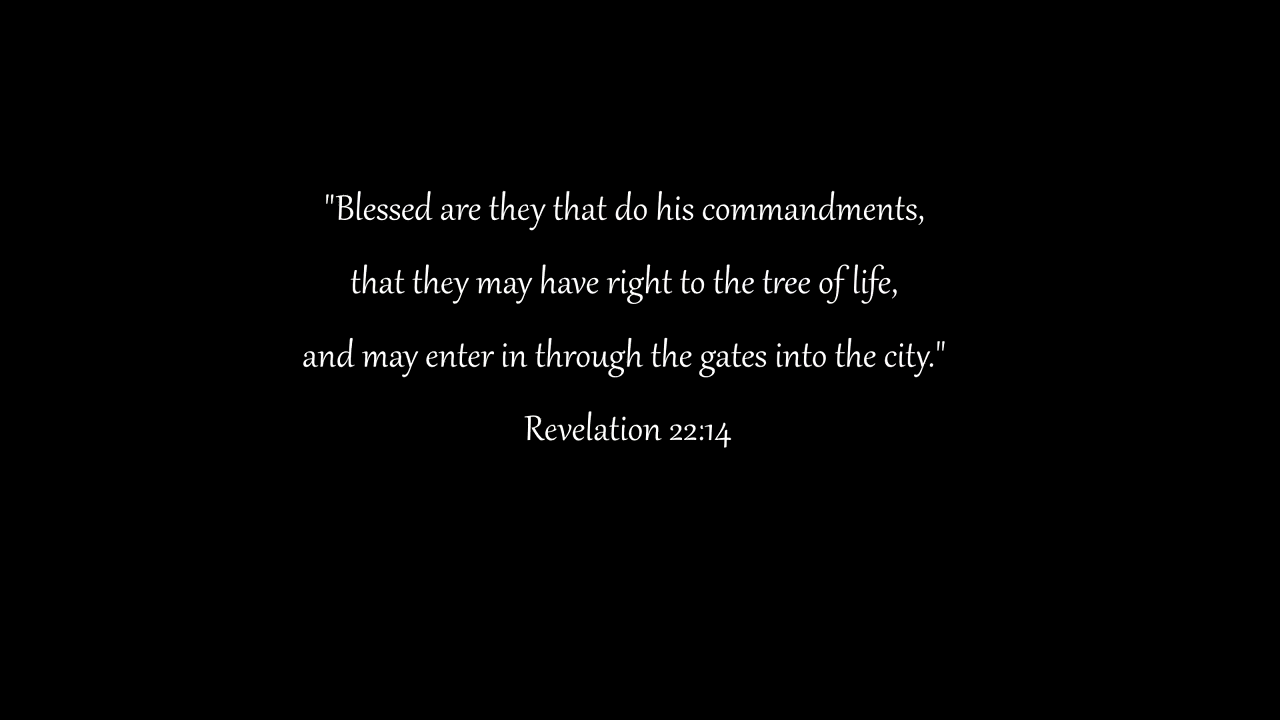 "Blessed are they that do his commandments,
that they may have right to the tree of life,
and may enter in through the gates into the city."
Revelation 22:14